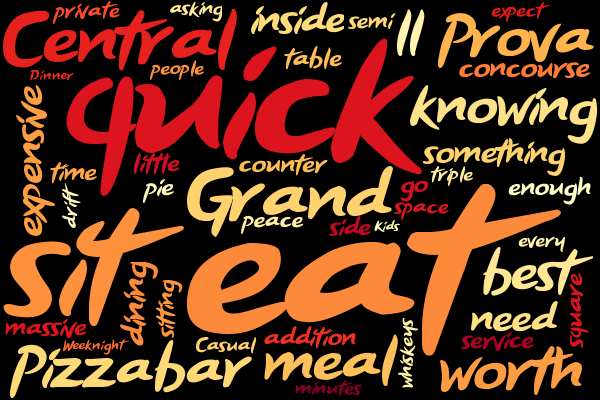 private
asking
inside
semi
ll
expect
Central
Prova
people
table
concourse
Dinner
quick
knowing
expensive
time
little
counter
something
triple
pie
drift
Grand
go
space
enough
peace
side
Kids
sit
eat
every
best
dining
sitting
square
massive
need
Weeknight
Casual
addition
service
Pizzabar
meal
whiskeys
worth
minutes